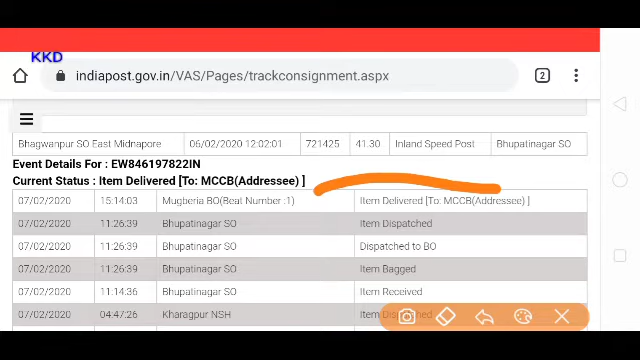 KKD
indiapost.gov.in/VAS/Pages/trackconsignment.aspx
2
Bhagwanpur SO East Midnapore 06/02/2020 12:02:01 721425 41.30 Inland Speed Post Bhupatinagar SO
Event Details For : EW846197822IN
Current Status : Item Delivered [To: MCCB(Addressee) ]
07/02/2020 15:14:03 Mugberia BO(Beat Number :1) Item Delivered [To: MCCB(Addressee) ]
07/02/2020 11:26:39 Bhupatinagar SO Item Dispatched
07/02/2020 11:26:39 Bhupatinagar SO Dispatched to BO
07/02/2020 11:26:39 Bhupatinagar SO Item Bagged
07/02/2020 11:14:36 Bhupatinagar SO Item Received
07/02/2020 04:47:26 Kharagpur NSH Item Dispatched